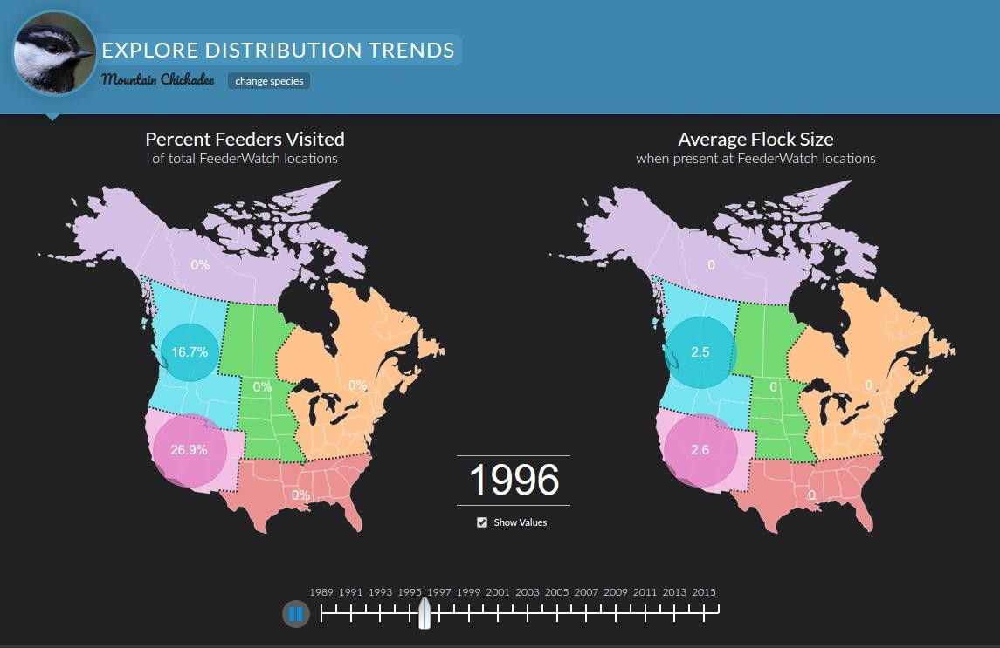 EXPLORE DISTRIBUTION TRENDS
Mountain Chickadee
change species
Percent Feeders Visited
of total FeederWatch locations
0%
16.7%
0%
0%
26.9%
0%
Average Flock Size
when present at FeederWatch locations
0
2.5
0
0
2.6
0
1996
Show Values
1989 1991 1993 1995 1997 1999 2001 2003 2005 2007 2009 2011 2013 2015